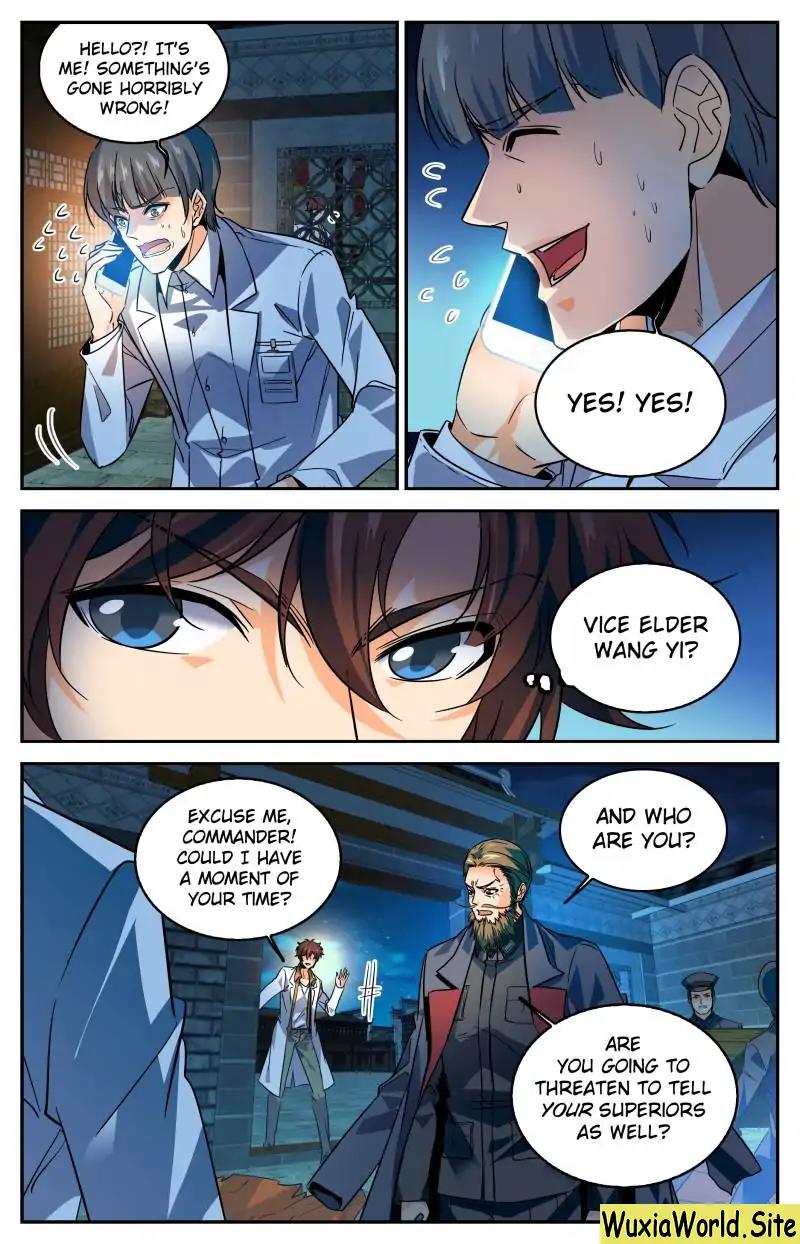 HELLO?! IT'S
ME! SOMETHING'S
GONE HORRIBLY
WRONG!
YES! YES!
VICE ELDER
WANG YI?
EXCUSE ME,
COMMANDER!
COULD I HAVE
A MOMENT OF
YOUR TIME?
AND WHO
ARE YOU?
ARE
YOU GOING TO
THREATEN TO TELL
YOUR SUPERIORS
AS WELL?
WuxiaWorld.Site